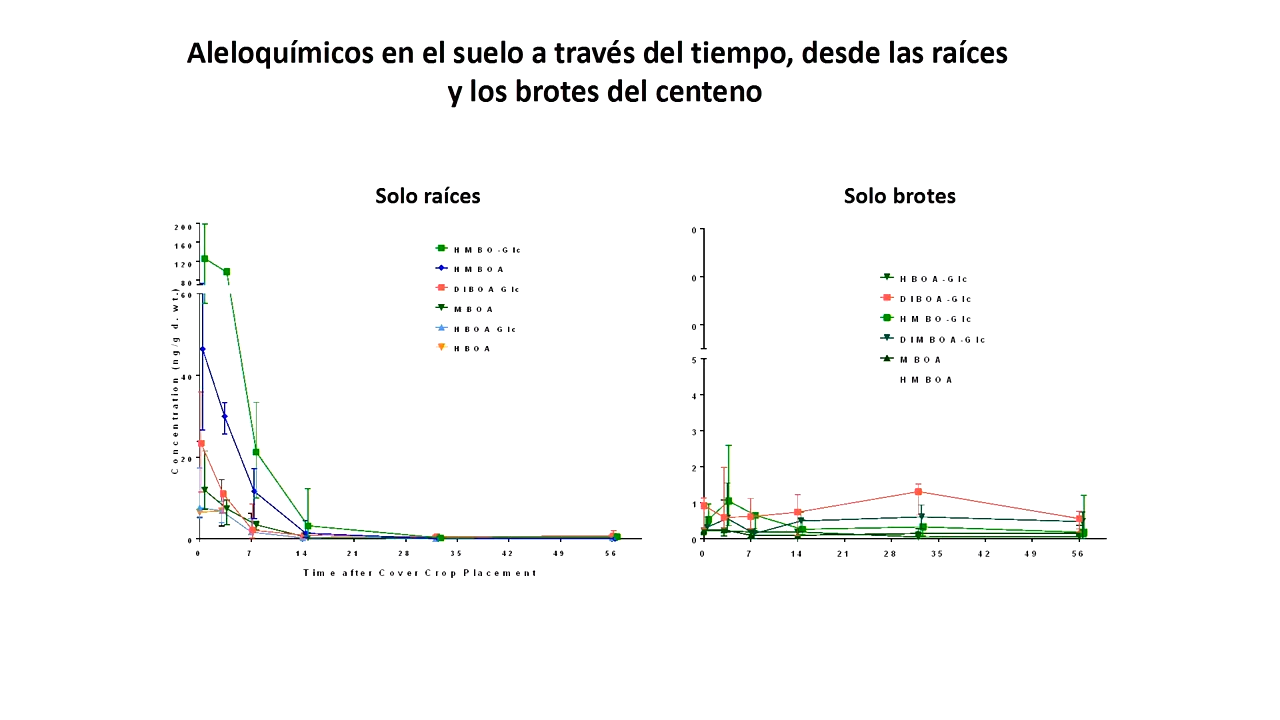 Aleloquímicos en el suelo a través del tiempo, desde las raíces
y los brotes del centeno
Solo raíces
Solo brotes
200
160
120
80
60
40
20
0
Concentration (ng/g d. wt.)
HMBO-Glc
HMBOA
DIBOA Glc
MBOA
HBOA Glc
HBOA
0 7 14 21 28 35 42 49 56
Time after Cover Crop Placement
0
0
0
5
4
3
2
1
0
HBOA-Glc
DIBOA-Glc
HMBO-Glc
DIMBOA-Glc
MBOA
HMBOA
0 7 14 21 28 35 42 49 56